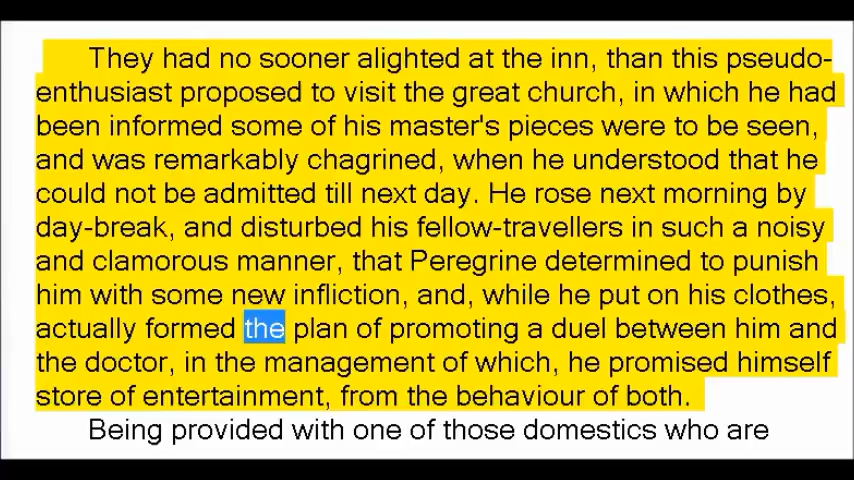 They had no sooner alighted at the inn, than this pseudo-
enthusiast proposed to visit the great church, in which he had
been informed some of his master's pieces were to be seen,
and was remarkably chagrined, when he understood that he
could not be admitted till next day. He rose next morning by
day-break, and disturbed his fellow-travellers in such a noisy
and clamorous manner, that Peregrine determined to punish
him with some new infliction, and, while he put on his clothes,
actually formed the plan of promoting a duel between him and
the doctor, in the management of which, he promised himself
store of entertainment, from the behaviour of both.
Being provided with one of those domestics who are